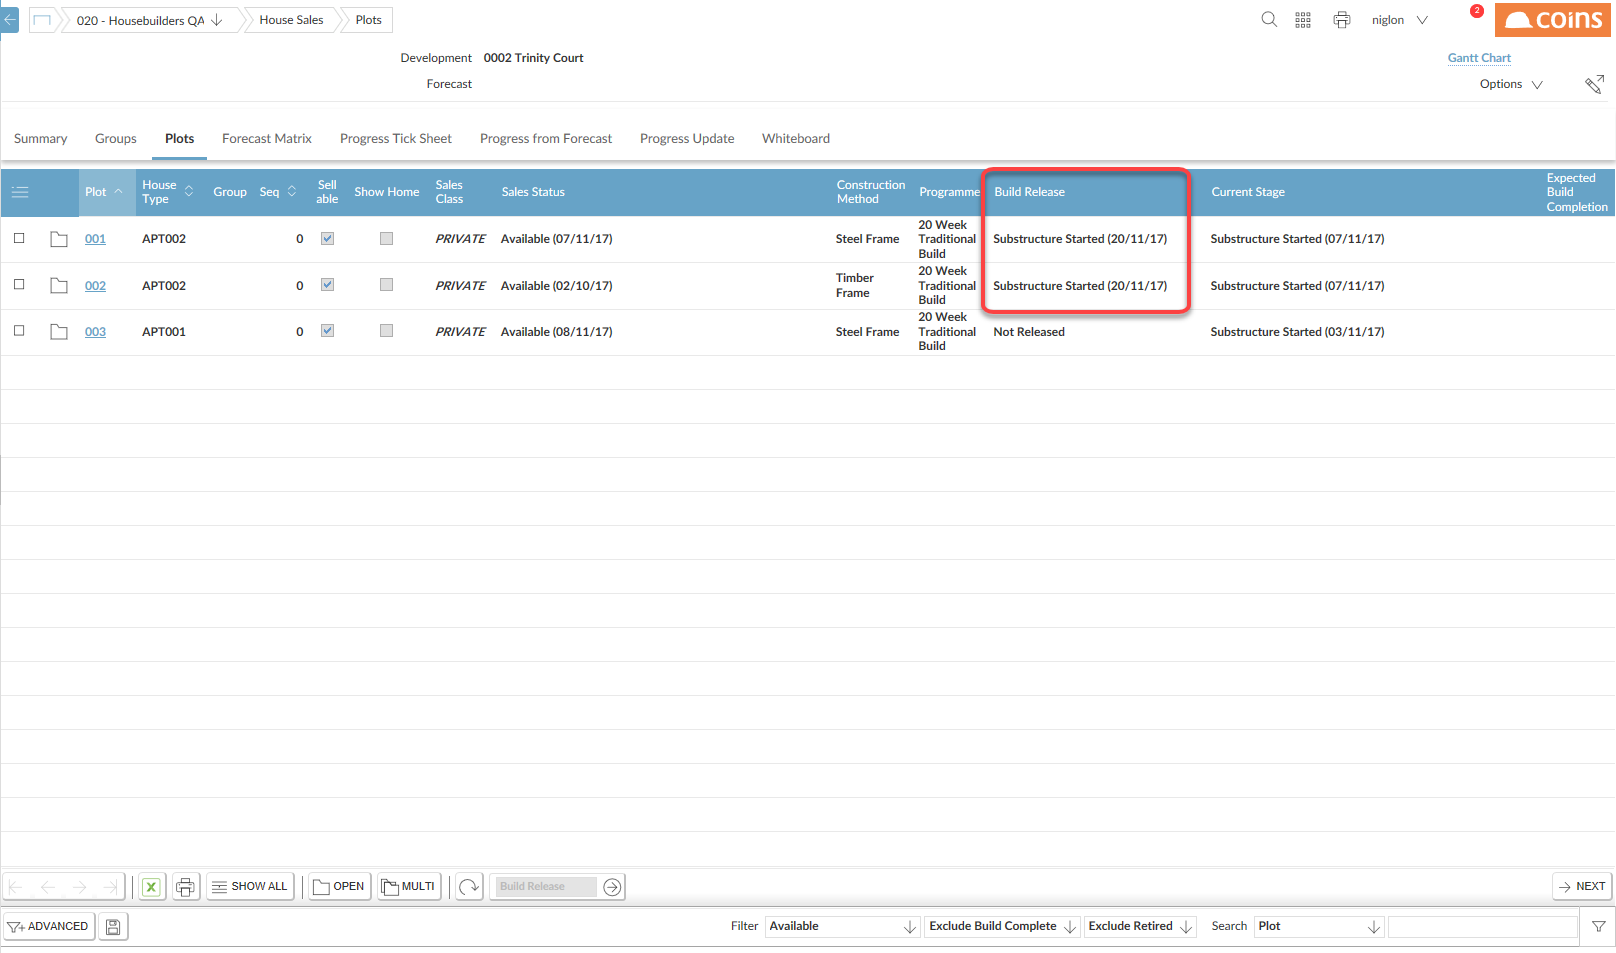 020 - Housebuilders QA
House Sales
Plots
niglon
2
coins
Development 0002 Trinity Court
Gantt Chart
Forecast
Options
Summary Groups Plots Forecast Matrix Progress Tick Sheet Progress from Forecast Progress Update Whiteboard
Plot House Type Group Seq Sell able Show Home Sales Class Sales Status Construction Method Programme Build Release Current Stage Expected Build Completion
001 APT002 0 PRIVATE Available (07/11/17) Steel Frame 20 Week Traditional Build Substructure Started (20/11/17) Substructure Started (07/11/17)
002 APT002 0 PRIVATE Available (02/10/17) Timber Frame 20 Week Traditional Build Substructure Started (20/11/17) Substructure Started (07/11/17)
003 APT001 0 PRIVATE Available (08/11/17) Steel Frame 20 Week Traditional Build Not Released Substructure Started (03/11/17)
SHOW ALL OPEN MULTI Build Release NEXT
ADVANCED Filter Available Exclude Build Complete Exclude Retired Search Plot